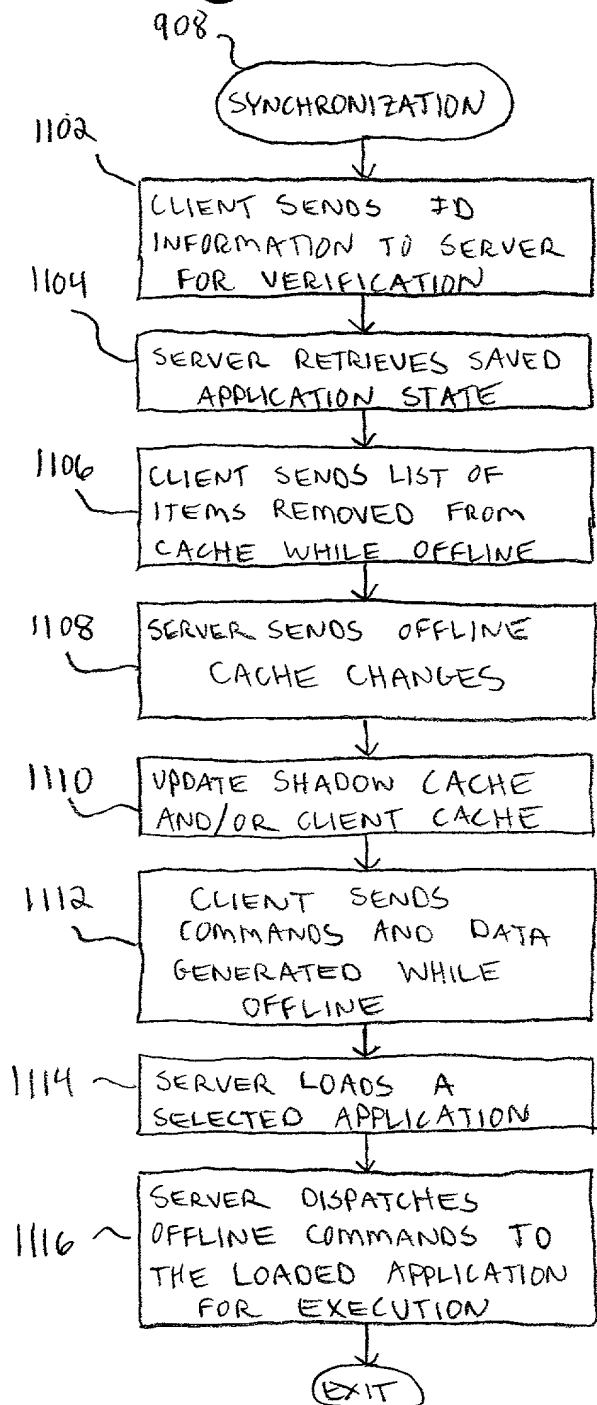 908
SYNCHRONIZATION
1102
CLIENT SENDS ID
INFORMATION TO SERVER
FOR VERIFICATION
1104
SERVER RETRIEVES SAVED
APPLICATION STATE
1106
CLIENT SENDS LIST OF
ITEMS REMOVED FROM
CACHE WHILE OFFLINE
1108
SERVER SENDS OFFLINE
CACHE CHANGES
1110
UPDATE SHADOW CACHE
AND/OR CLIENT CACHE
1112
CLIENT SENDS
COMMANDS AND DATA
GENERATED WHILE
OFFLINE
1114
SERVER LOADS A
SELECTED APPLICATION
1116
SERVER DISPATCHES
OFFLINE COMMANDS TO
THE LOADED APPLICATION
FOR EXECUTION
EXIT